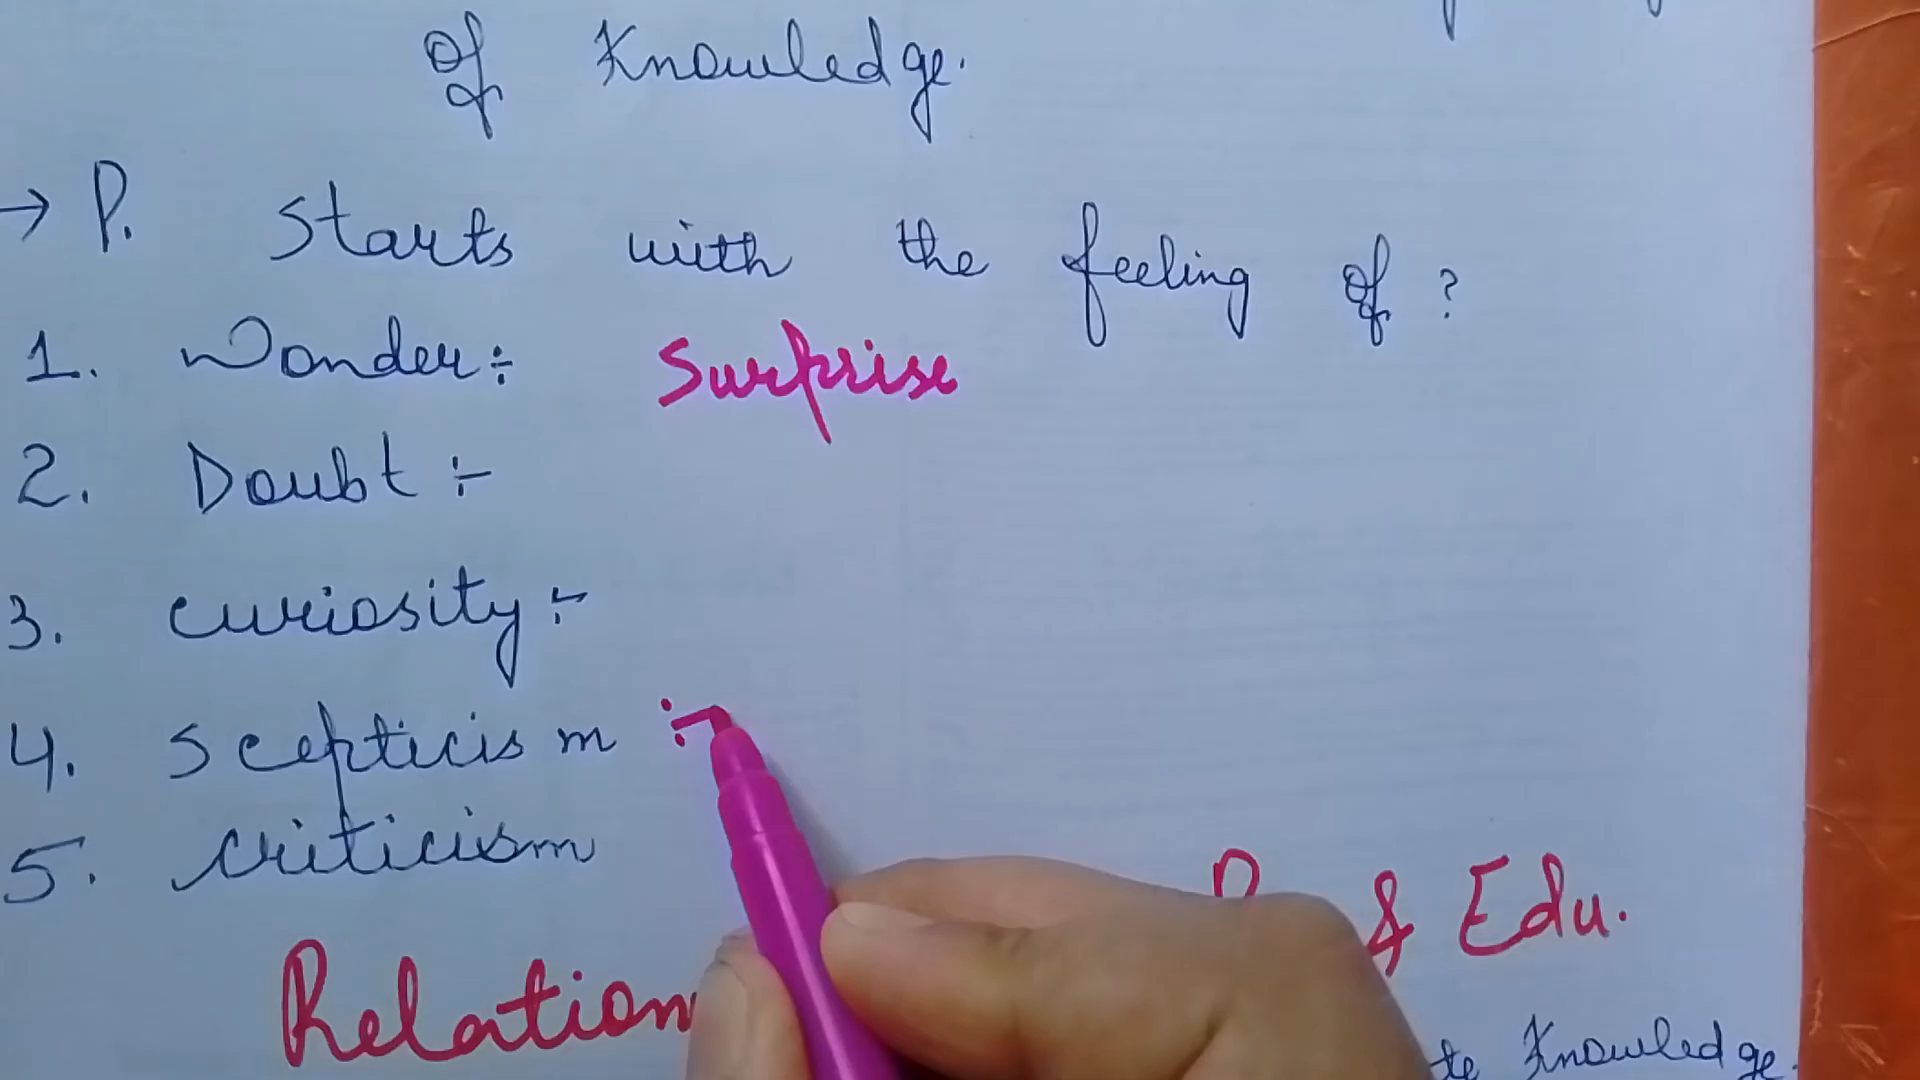 of Knowledge.
→ P. Starts with the feeling of ?
1. Wonder :- Surprise
2. Doubt :-
3. curiosity :-
4. Scepticism :-
5. criticism
Relation & Edu.
Knowledge.